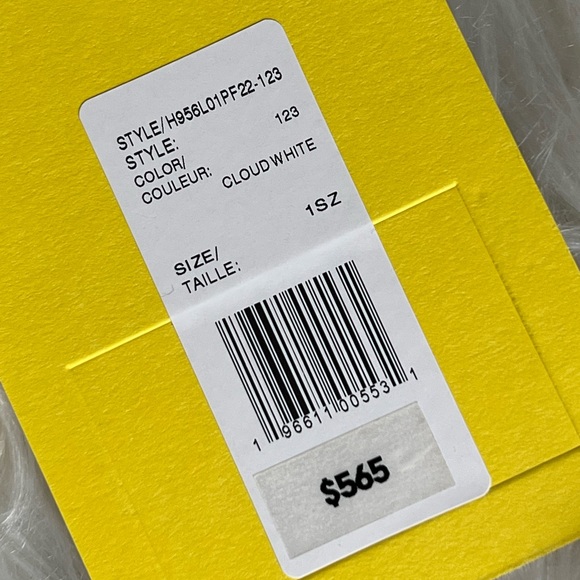 STYLE/H956L01PF22-123
STYLE: 123
COLOR/
COULEUR: CLOUD WHITE
SIZE/ 1SZ
TAILLE:
1 96611 00553 1
$565